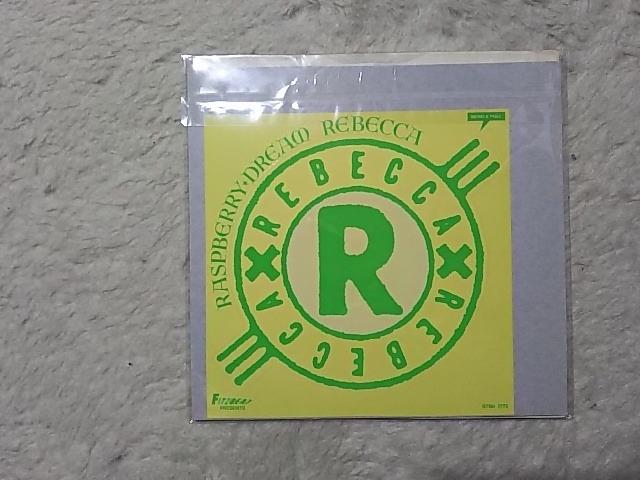 RASPBERRY·DREAM REBECCA
REBECCA
R
REBECCA
FITZBEAT
PRESENTS